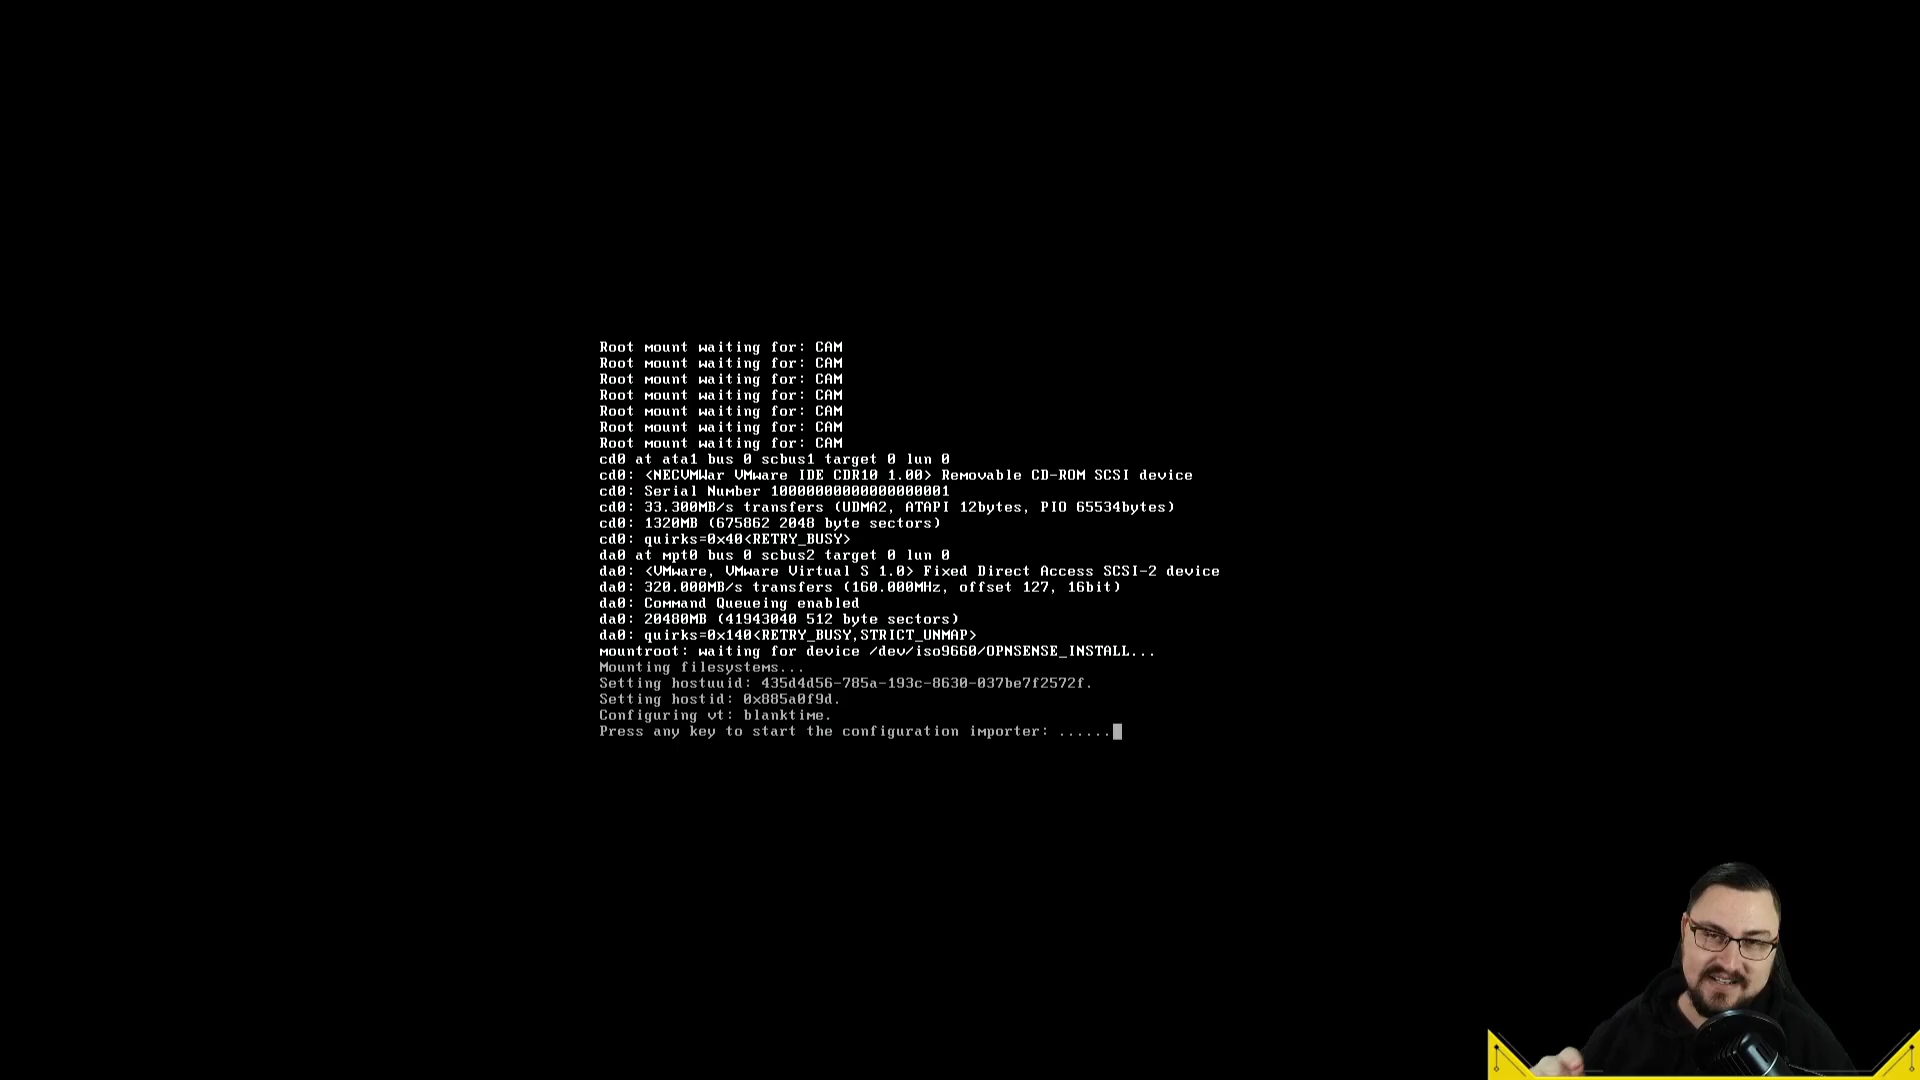 Root mount waiting for: CAM
Root mount waiting for: CAM
Root mount waiting for: CAM
Root mount waiting for: CAM
Root mount waiting for: CAM
Root mount waiting for: CAM
Root mount waiting for: CAM
cd0 at ata1 bus 0 scbus1 target 0 lun 0
cd0: <NECVMWar VMware IDE CDR10 1.00> Removable CD-ROM SCSI device
cd0: Serial Number 10000000000000000001
cd0: 33.300MB/s transfers (UDMA2, ATAPI 12bytes, PIO 65534bytes)
cd0: 1320MB (675862 2048 byte sectors)
cd0: quirks=0x40<RETRY_BUSY>
da0 at mpt0 bus 0 scbus2 target 0 lun 0
da0: <VMware, VMware Virtual S 1.0> Fixed Direct Access SCSI-2 device
da0: 320.000MB/s transfers (160.000MHz, offset 127, 16bit)
da0: Command Queueing enabled
da0: 20480MB (41943040 512 byte sectors)
da0: quirks=0x140<RETRY_BUSY,STRICT_UNMAP>
mountroot: waiting for device /dev/iso9660/OPNSENSE_INSTALL...
Mounting filesystems...
Setting hostuuid: 435d4d56-785a-193c-8630-037be7f2572f.
Setting hostid: 0x885a0f9d.
Configuring vt: blanktime.
Press any key to start the configuration importer: ......